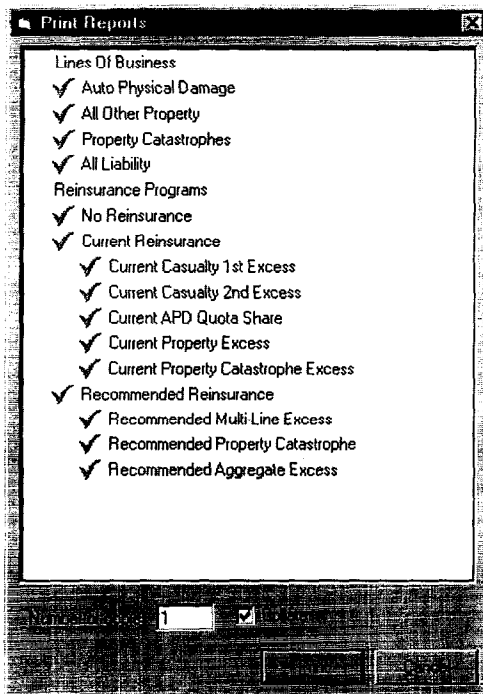 Print Reports
Lines Of Business
Auto Physical Damage
All Other Property
Property Catastrophes
All Liability
Reinsurance Programs
No Reinsurance
Current Reinsurance
Current Casualty 1st Excess
Current Casualty 2nd Excess
Current APD Quota Share
Current Property Excess
Current Property Catastrophe Excess
Recommended Reinsurance
Recommended Multi-Line Excess
Recommended Property Catastrophe
Recommended Aggregate Excess
1
Cancel